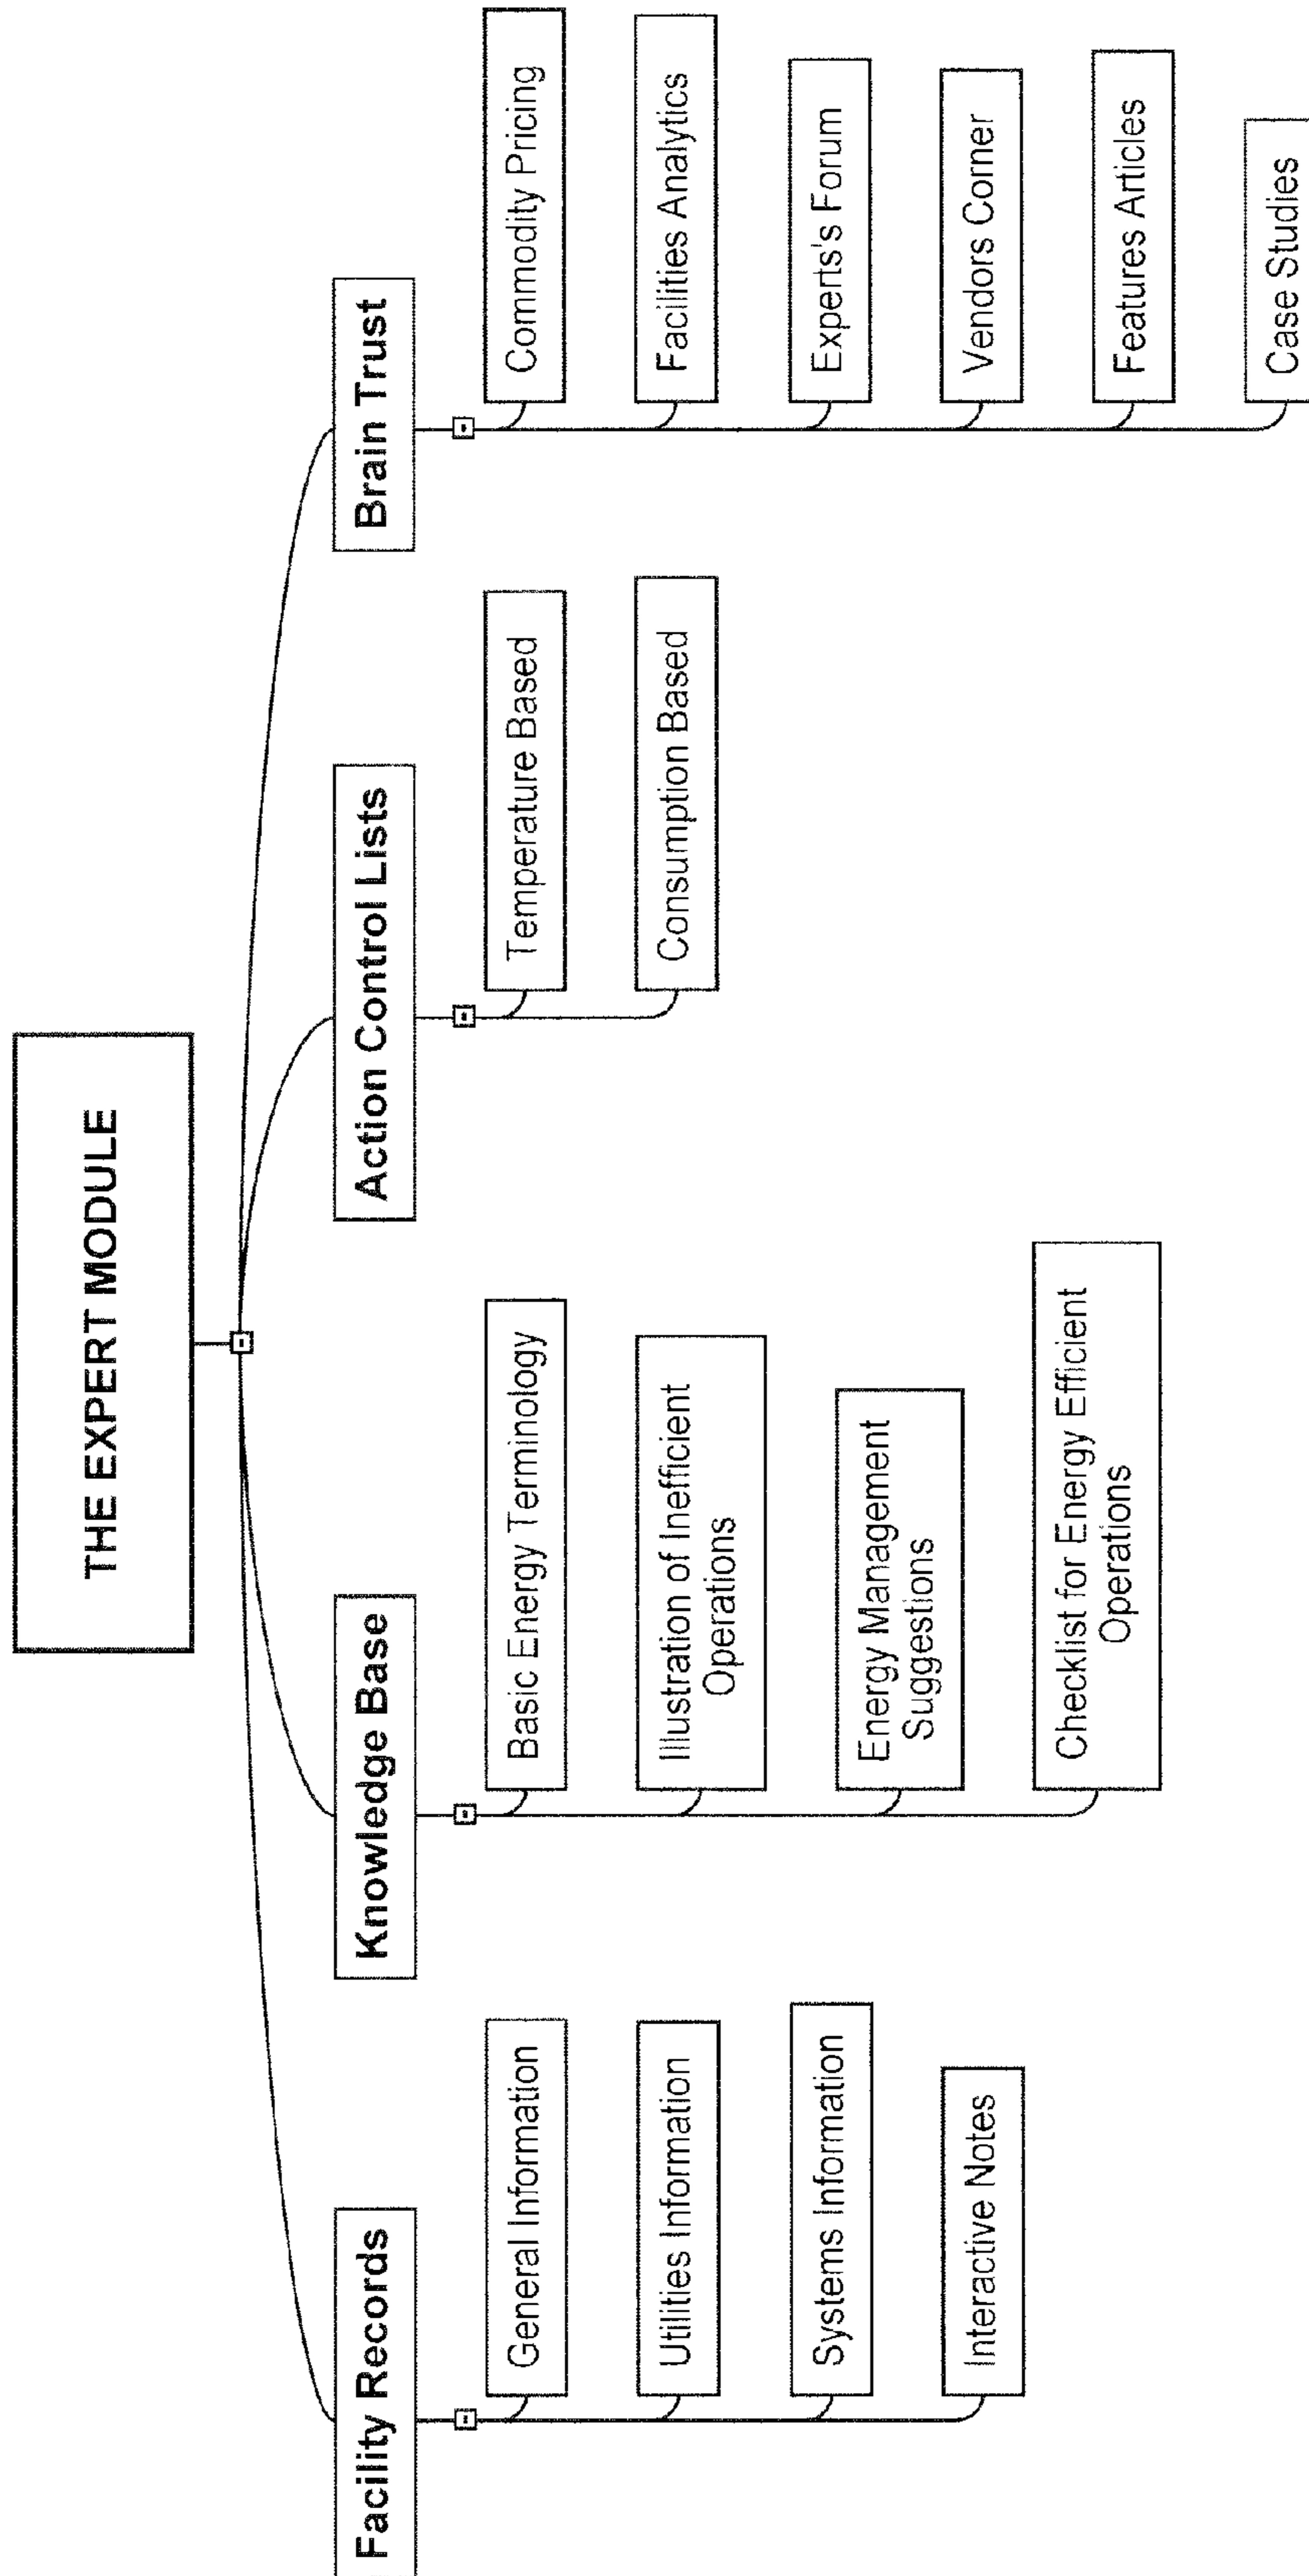 THE EXPERT MODULE
Facility Records
General Information
Utilities Information
Systems Information
Interactive Notes
Knowledge Base
Basic Energy Terminology
Illustration of Inefficient
Operations
Energy Management
Suggestions
Checklist for Energy Efficient
Operations
Action Control Lists
Temperature Based
Consumption Based
Brain Trust
Commodity Pricing
Facilities Analytics
Experts's Forum
Vendors Corner
Features Articles
Case Studies